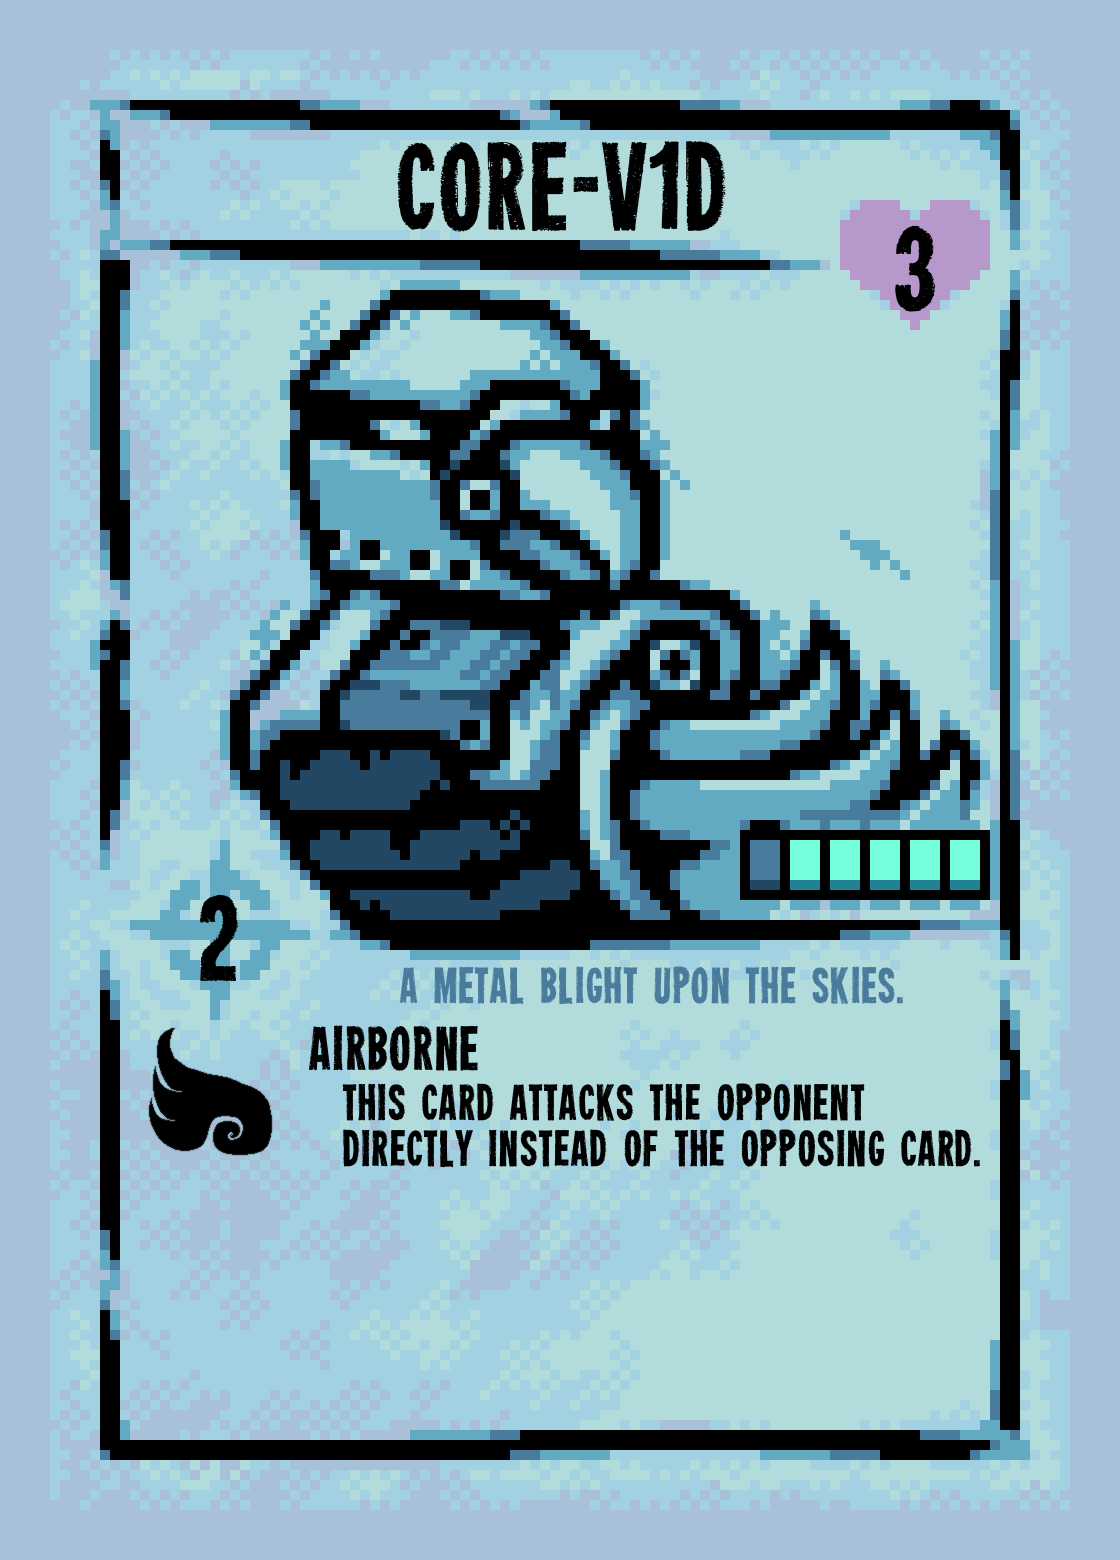 CORE-V1D
3
2
A METAL BLIGHT UPON THE SKIES.
AIRBORNE
THIS CARD ATTACKS THE OPPONENT
DIRECTLY INSTEAD OF THE OPPOSING CARD.